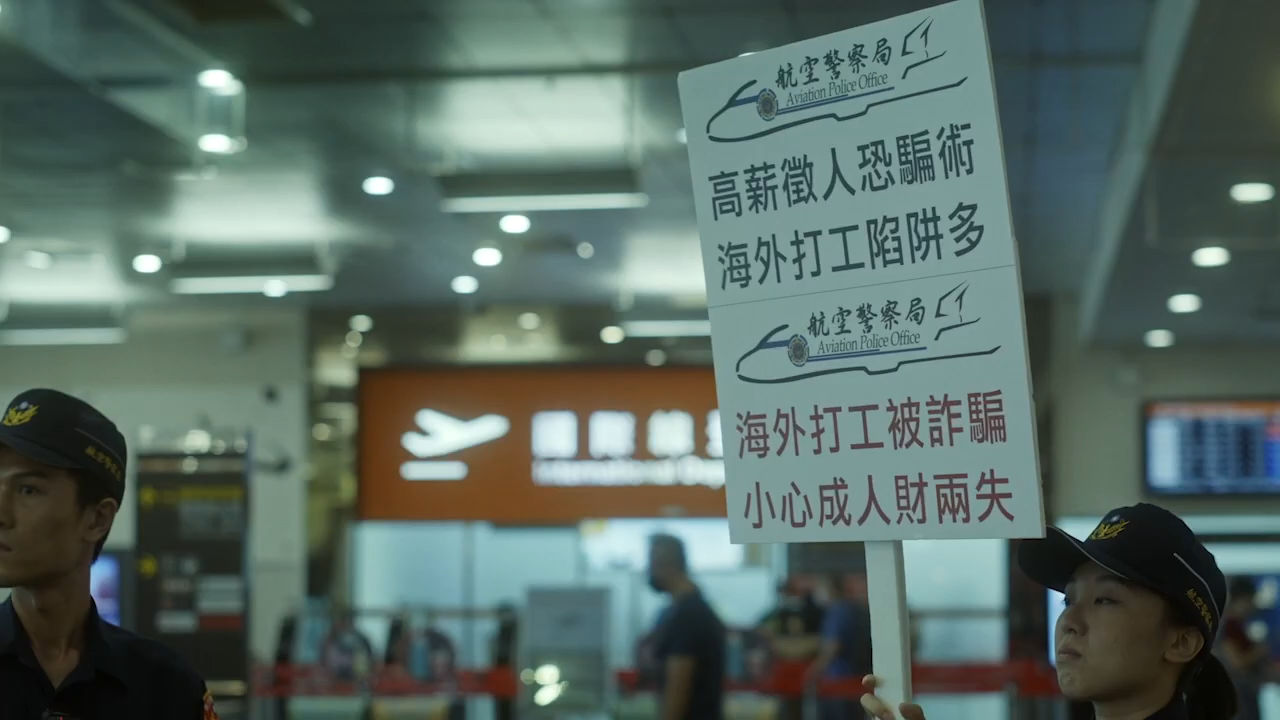 航空警察局
Aviation Police Office
高薪徵人恐騙術
海外打工陷阱多
航空警察局
Aviation Police Office
海外打工被詐騙
小心成人財兩失